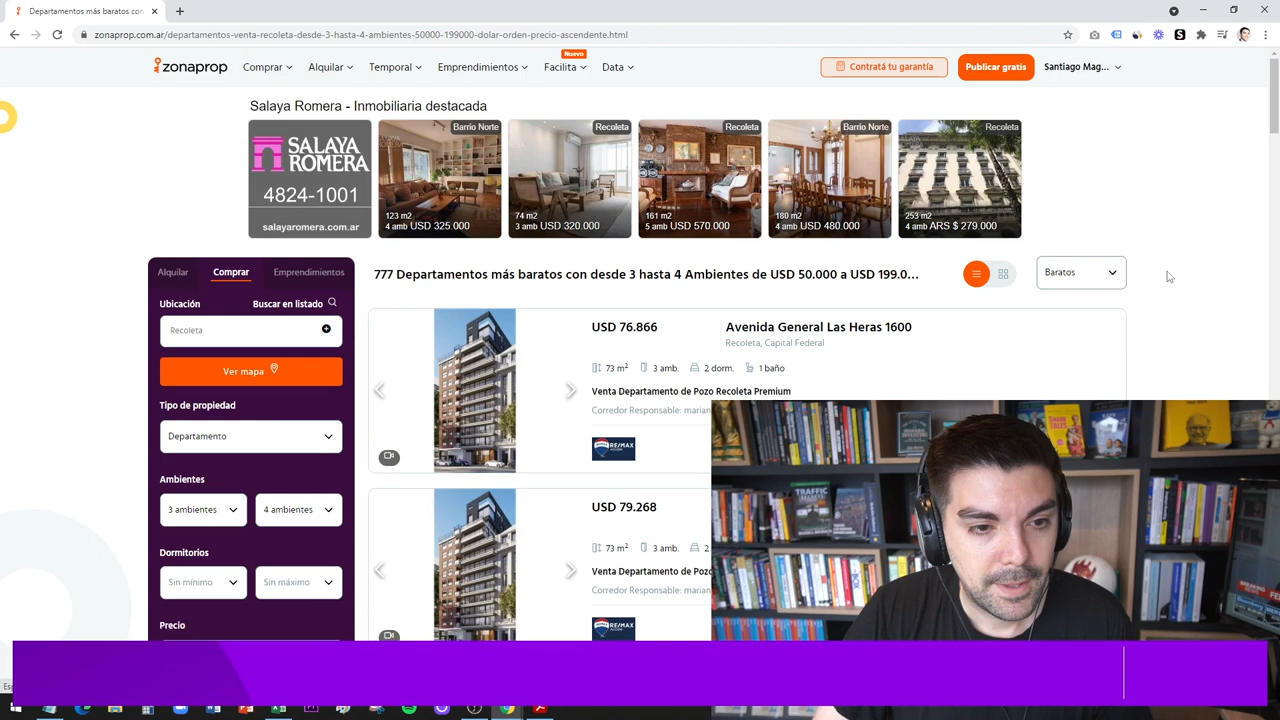 Departamentos más baratos con
zonaprop.com.ar/departamentos-venta-recoleta-desde-3-hasta-4-ambientes-50000-199000-dolar-orden-precio-ascendente.html
zonaprop
Comprar
Alquilar
Temporal
Emprendimientos
Nuevo
Facilita
Data
Contratá tu garantía
Publicar gratis
Santiago Mag...
Salaya Romera - Inmobiliaria destacada
SALAYA
ROMERA
4824-1001
salayaromera.com.ar
Barrio Norte
123 m2
4 amb USD 325.000
Recoleta
74 m2
3 amb USD 320.000
Recoleta
161 m2
5 amb USD 570.000
Barrio Norte
180 m2
4 amb USD 480.000
Recoleta
253 m2
4 amb ARS $ 279.000
Alquilar
Comprar
Emprendimientos
Ubicación
Buscar en listado
Recoleta
Ver mapa
Tipo de propiedad
Departamento
Ambientes
3 ambientes
4 ambientes
Dormitorios
Sin mínimo
Sin máximo
Precio
777 Departamentos más baratos con desde 3 hasta 4 Ambientes de USD 50.000 a USD 199.0...
Baratos
USD 76.866
Avenida General Las Heras 1600
Recoleta, Capital Federal
73 m² 3 amb. 2 dorm. 1 baño
Venta Departamento de Pozo Recoleta Premium
Corredor Responsable: marian
RE/MAX
USD 79.268
73 m² 3 amb. 2
Venta Departamento de Pozo
Corredor Responsable: marian
RE/MAX
TRAFFIC
SECRETS